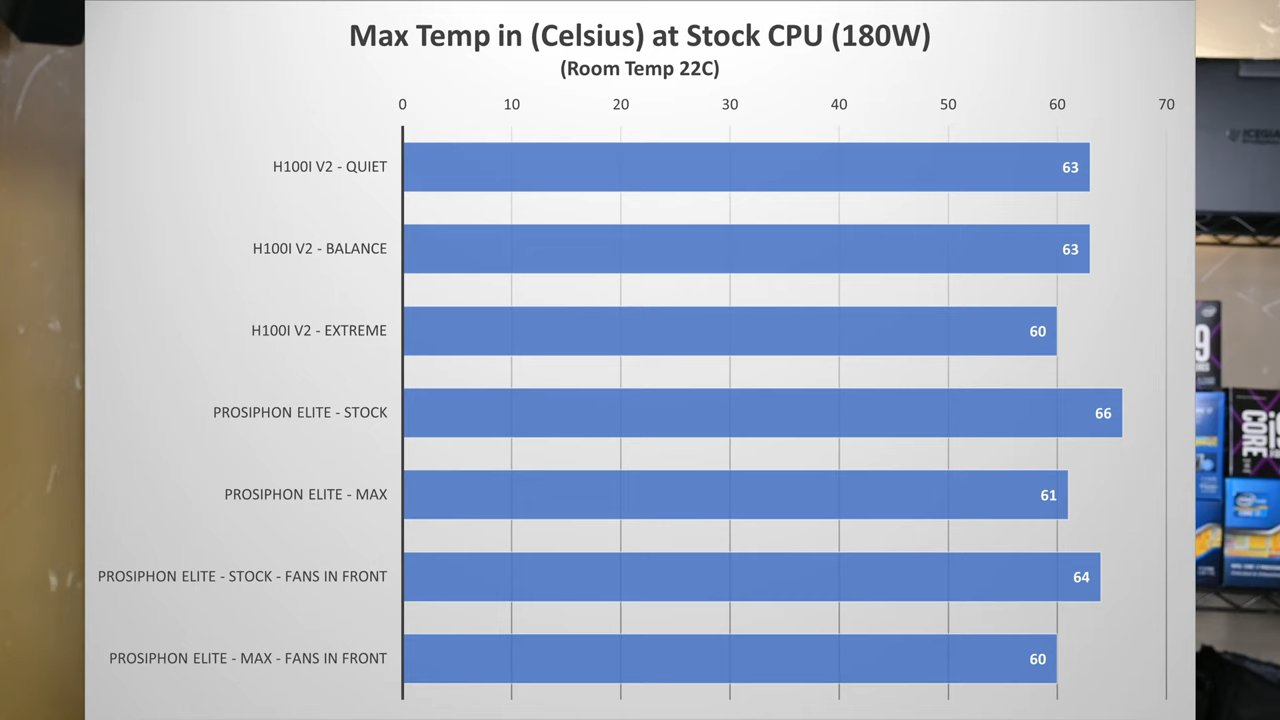 Max Temp in (Celsius) at Stock CPU (180W)
(Room Temp 22C)
0 10 20 30 40 50 60 70
H100I V2 - QUIET 63
H100I V2 - BALANCE 63
H100I V2 - EXTREME 60
PROSIPHON ELITE - STOCK 66
PROSIPHON ELITE - MAX 61
PROSIPHON ELITE - STOCK - FANS IN FRONT 64
PROSIPHON ELITE - MAX - FANS IN FRONT 60
9
CORE